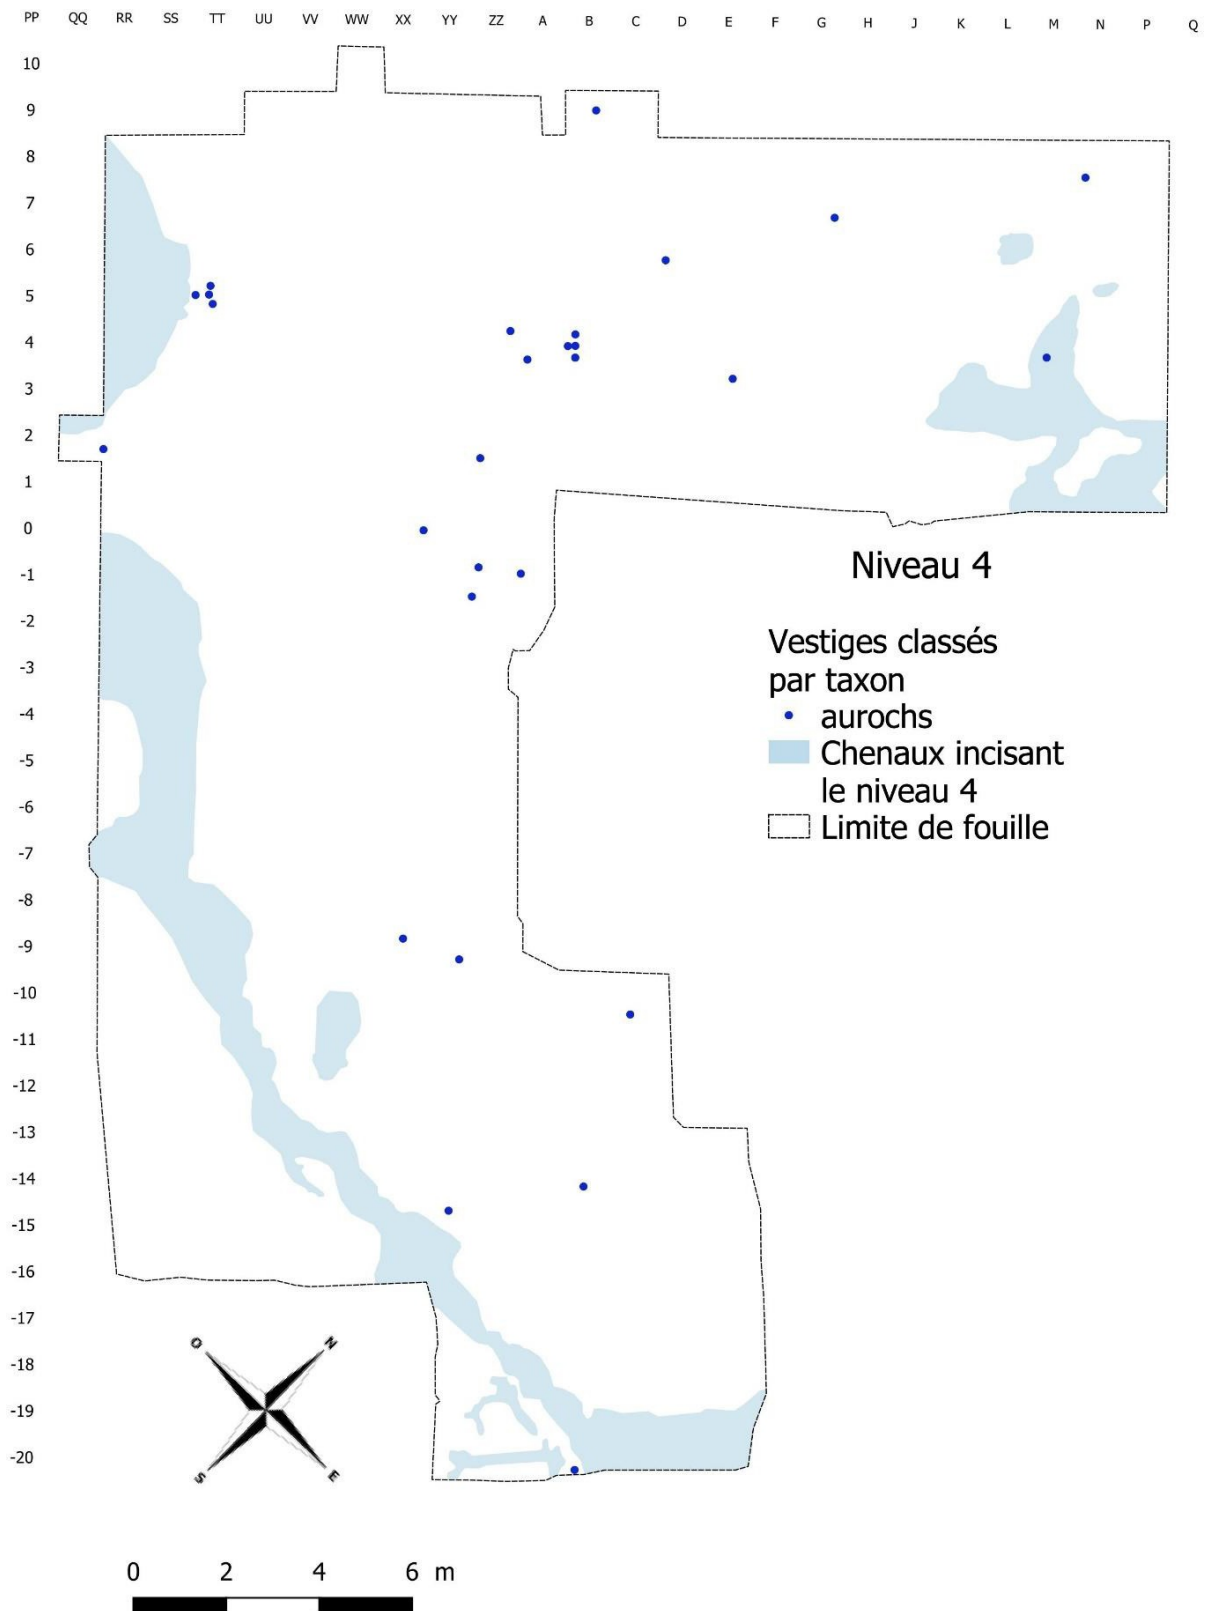 PP QQ RR SS TT UU VV WW XX YY ZZ A B C D E F G H J K L M N P Q
10
9
8
7
6
5
4
3
2
1
0
-1
-2
-3
-4
-5
-6
-7
-8
-9
-10
-11
-12
-13
-14
-15
-16
-17
-18
-19
-20
Niveau 4
Vestiges classés
par taxon
aurochs
Chenaux incisant
le niveau 4
Limite de fouille
O N
S E
0 2 4 6 m